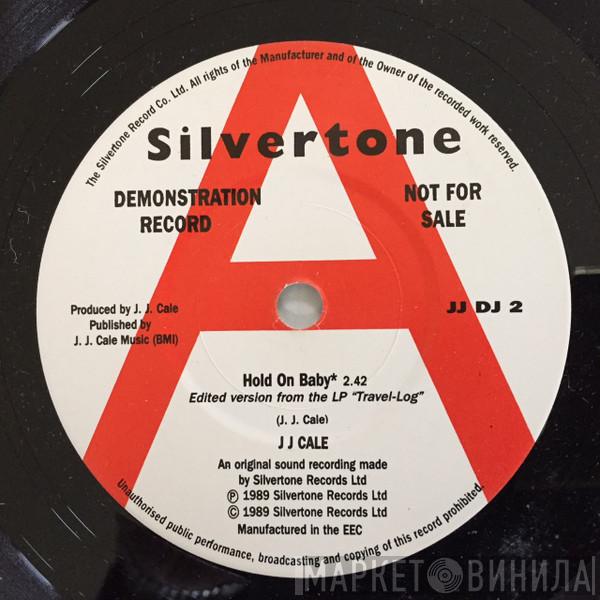 The Silvertone Record Co. Ltd. All rights of the Manufacturer and of the Owner of the recorded work reserved.
Silvertone
DEMONSTRATION
RECORD
NOT FOR
SALE
A
Produced by J. J. Cale
Published by
J. J. Cale Music (BMI)
JJ DJ 2
Hold On Baby* 2.42
Edited version from the LP "Travel-Log"
(J. J. Cale)
J J CALE
An original sound recording made
by Silvertone Records Ltd
℗ 1989 Silvertone Records Ltd
© 1989 Silvertone Records Ltd
Manufactured in the EEC
Unauthorised public performance, broadcasting and copying of this record prohibited.
МАРКЕТ ВИНИЛА